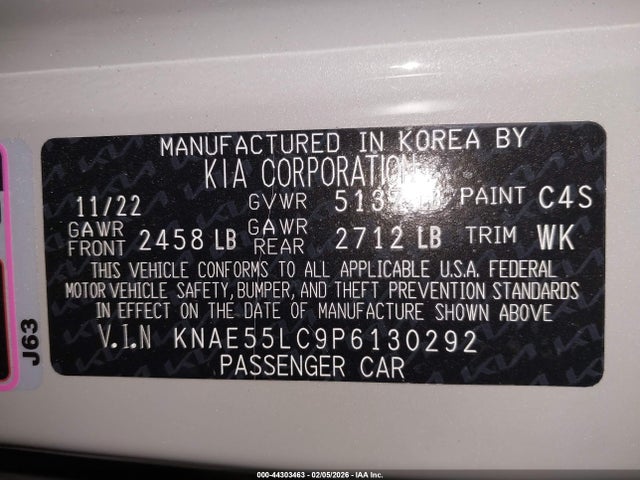 MANUFACTURED IN KOREA BY
KIA CORPORATION
11/22 GVWR PAINT C4S
GAWR FRONT 2458 LB GAWR REAR 2712 LB TRIM WK
THIS VEHICLE CONFORMS TO ALL APPLICABLE U.S.A. FEDERAL
MOTOR VEHICLE SAFETY, BUMPER, AND THEFT PREVENTION STANDARDS
IN EFFECT ON THE DATE OF MANUFACTURE SHOWN ABOVE
V.I.N KNAE55LC9P6130292
PASSENGER CAR
J63
000-44303463 - 02/05/2026 - IAA Inc.